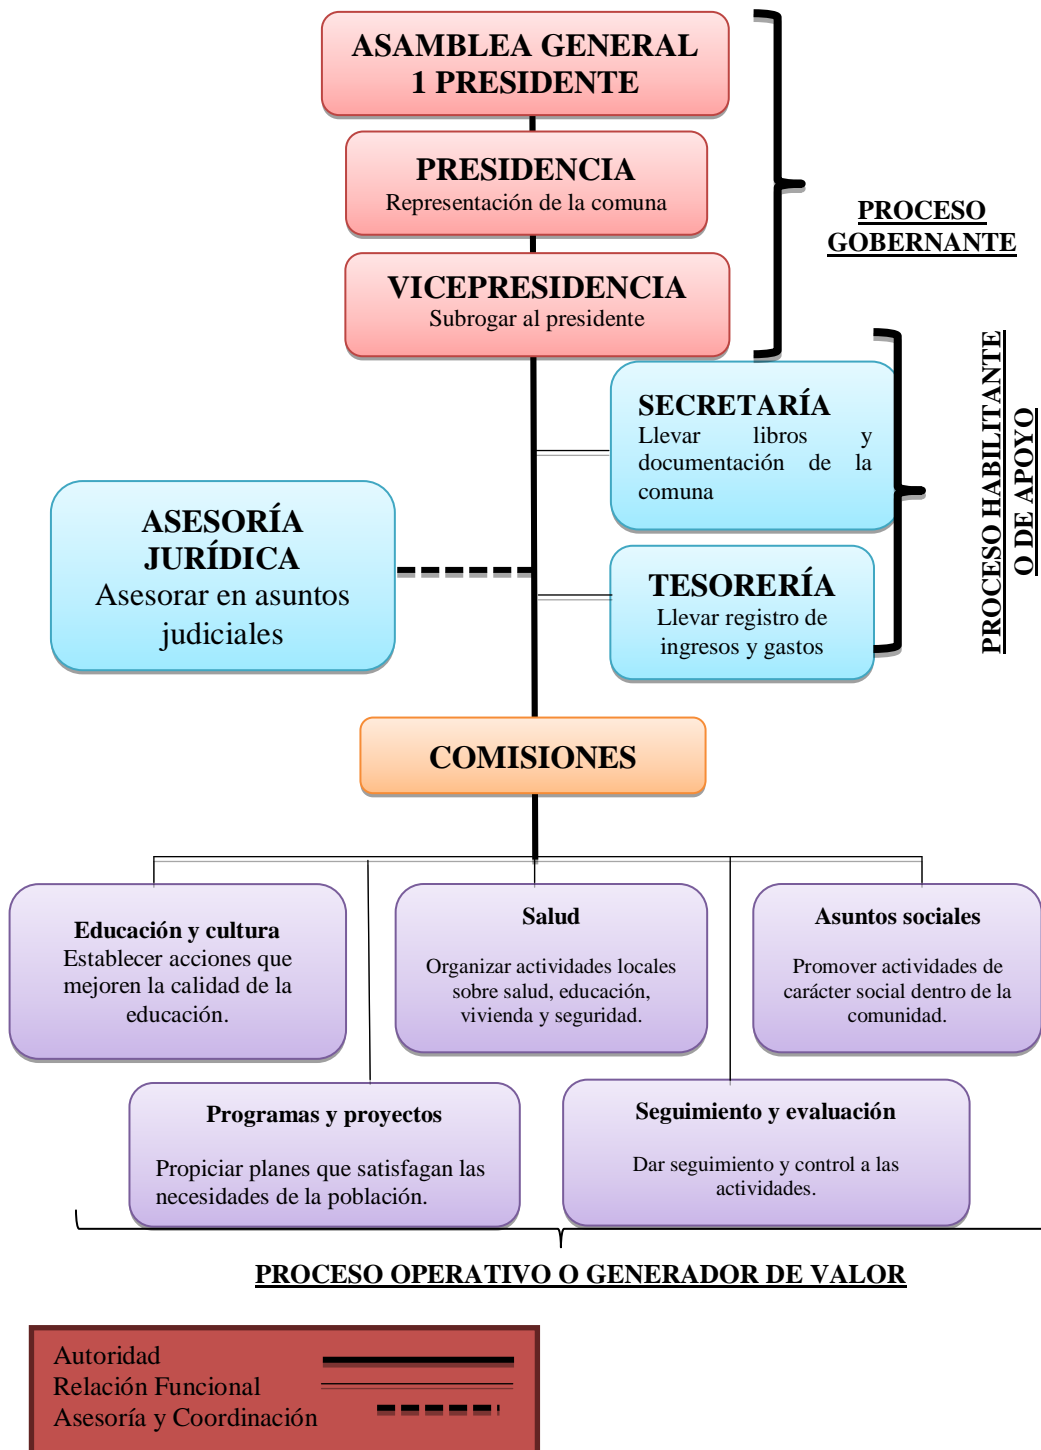 ASAMBLEA GENERAL
1 PRESIDENTE
PRESIDENCIA
Representación de la comuna
PROCESO
GOBERNANTE
VICEPRESIDENCIA
Subrogar al presidente
SECRETARÍA
Llevar libros y
documentación de la
comuna
PROCESO HABILITANTE
O DE APOYO
ASESORÍA
JURÍDICA
Asesorar en asuntos
judiciales
TESORERÍA
Llevar registro de
ingresos y gastos
COMISIONES
Educación y cultura
Establecer acciones que
mejoren la calidad de la
educación.
Salud
Organizar actividades locales
sobre salud, educación,
vivienda y seguridad.
Asuntos sociales
Promover actividades de
carácter social dentro de la
comunidad.
Programas y proyectos
Propiciar planes que satisfagan las
necesidades de la población.
Seguimiento y evaluación
Dar seguimiento y control a las
actividades.
PROCESO OPERATIVO O GENERADOR DE VALOR
Autoridad
Relación Funcional
Asesoría y Coordinación